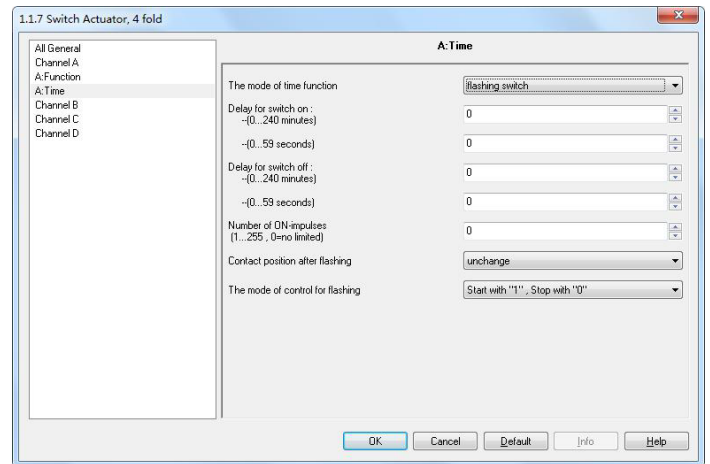 1.1.7 Switch Actuator, 4 fold
All General
Channel A
A:Function
A:Time
Channel B
Channel C
Channel D
A:Time
The mode of time function
flashing switch
Delay for switch on :
--(0...240 minutes)
0
--(0...59 seconds)
0
Delay for switch off :
--(0...240 minutes)
0
--(0...59 seconds)
0
Number of ON-impulses
(1...255 , 0=no limited)
0
Contact position after flashing
unchange
The mode of control for flashing
Start with "1" , Stop with "0"
OK
Cancel
Default
Info
Help